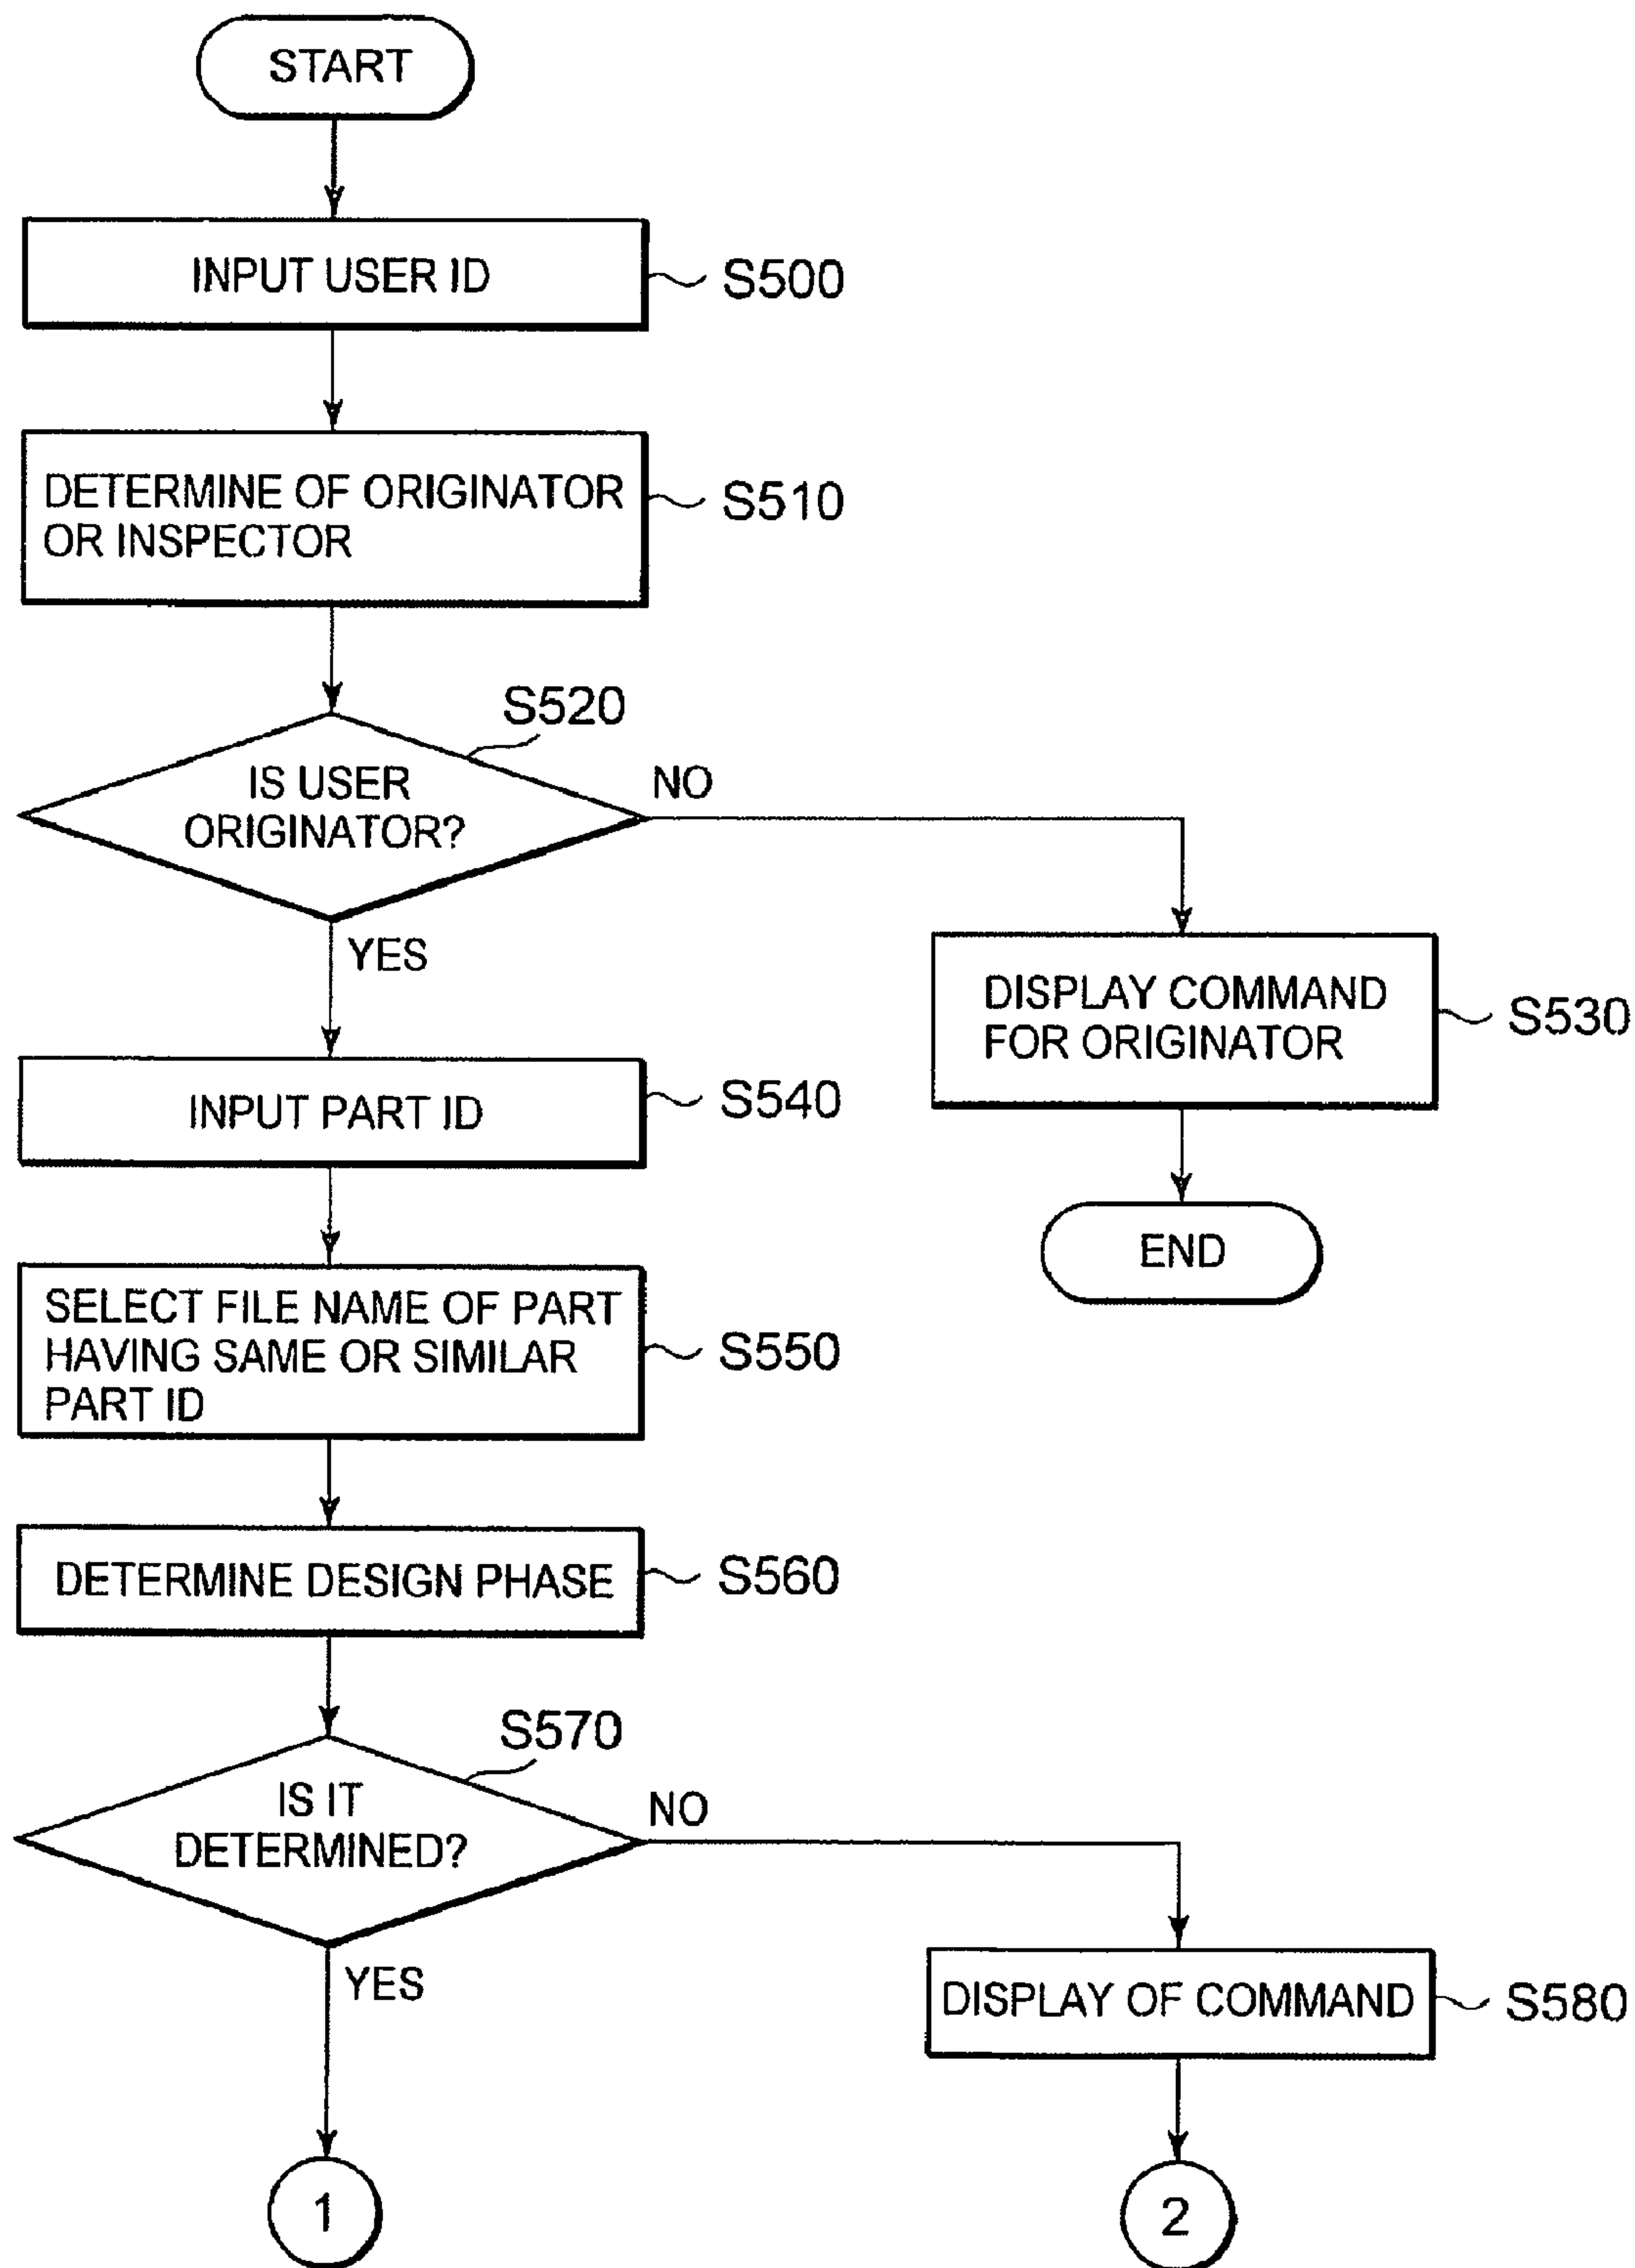 START
INPUT USER ID
S500
DETERMINE OF ORIGINATOR
OR INSPECTOR
S510
S520
IS USER
ORIGINATOR?
NO
YES
DISPLAY COMMAND
FOR ORIGINATOR
S530
INPUT PART ID
S540
END
SELECT FILE NAME OF PART
HAVING SAME OR SIMILAR
PART ID
S550
DETERMINE DESIGN PHASE
S560
S570
IS IT
DETERMINED?
NO
YES
DISPLAY OF COMMAND
S580
1
2